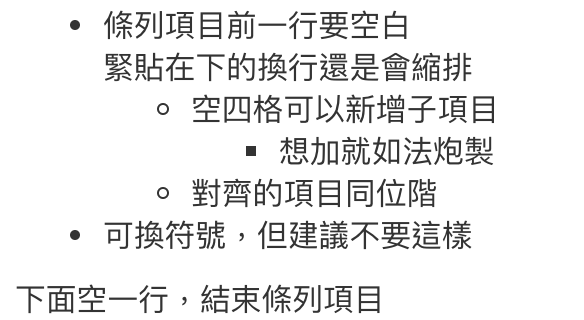 條列項目前一行要空白
緊貼在下的換行還是會縮排
空四格可以新增子項目
想加就如法炮製
對齊的項目同位階
可換符號，但建議不要這樣
下面空一行，結束條列項目